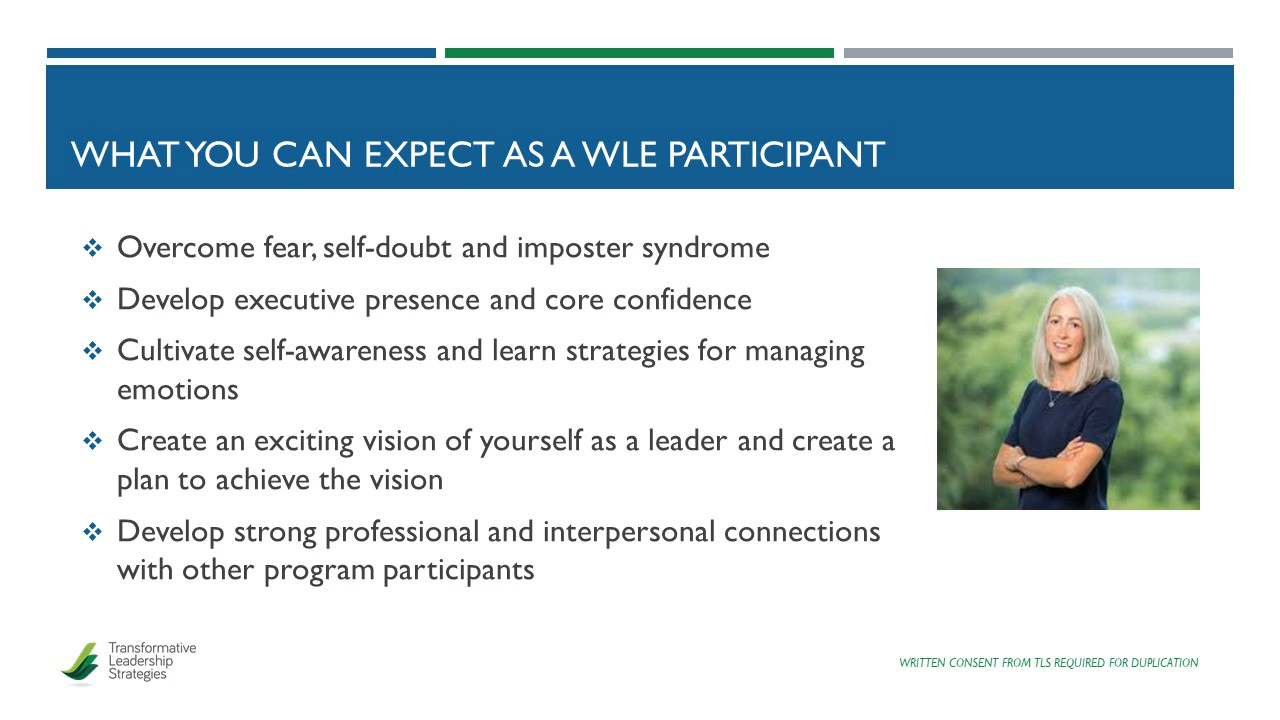 WHAT YOU CAN EXPECT AS A WLE PARTICIPANT
Overcome fear, self-doubt and imposter syndrome
Develop executive presence and core confidence
Cultivate self-awareness and learn strategies for managing
emotions
Create an exciting vision of yourself as a leader and create a
plan to achieve the vision
Develop strong professional and interpersonal connections
with other program participants
Transformative
Leadership
Strategies
WRITTEN CONSENT FROM TLS REQUIRED FOR DUPLICATION